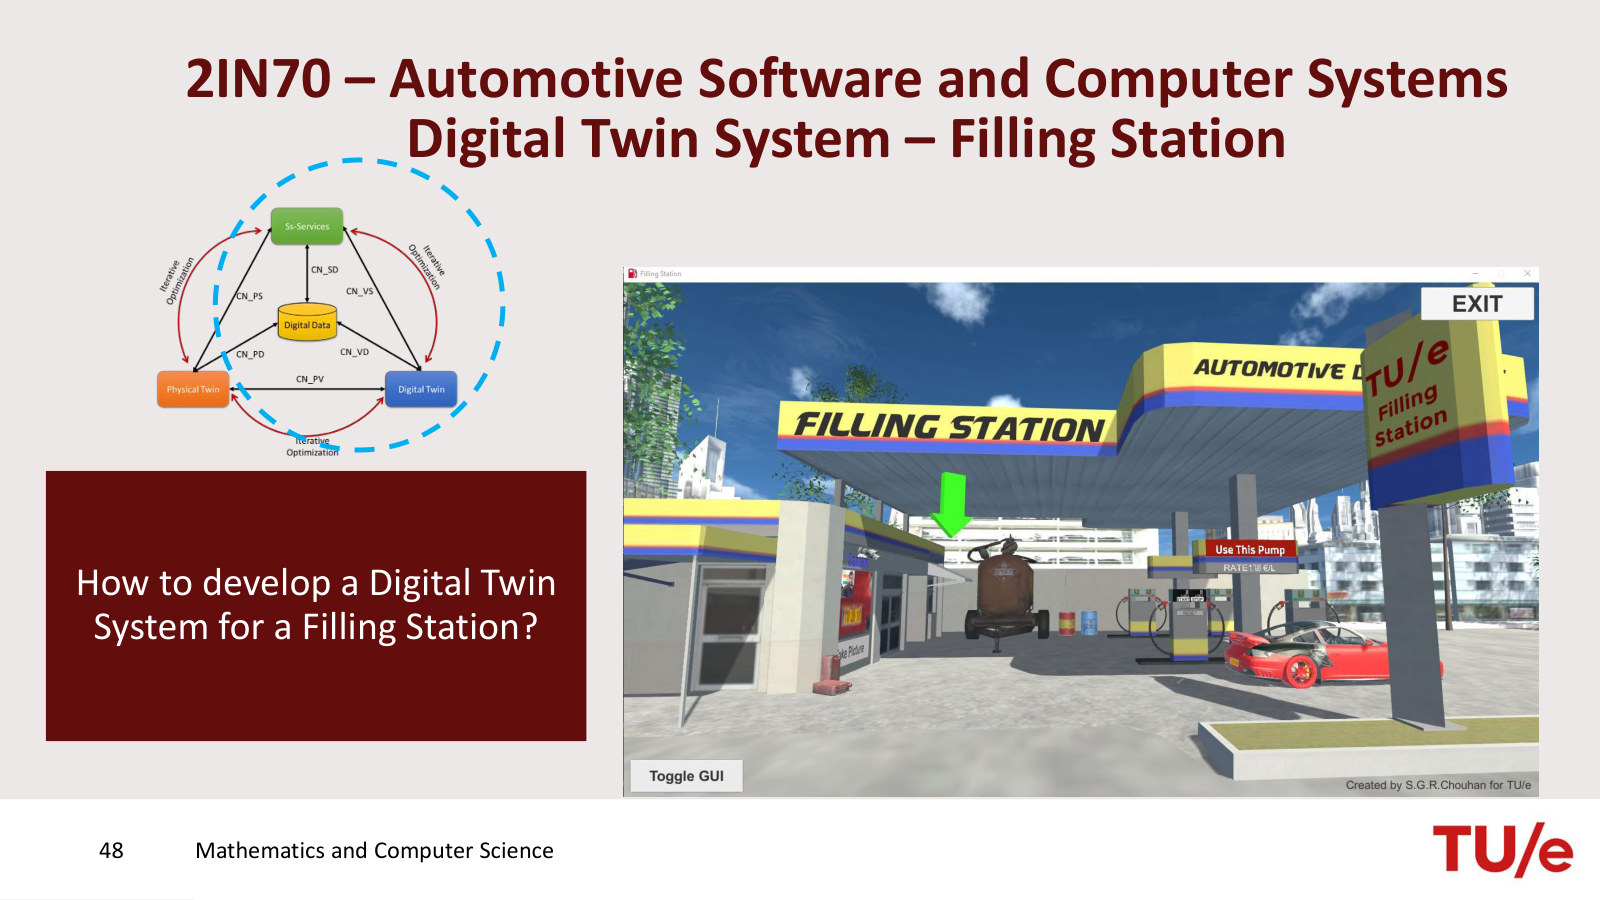 2IN70 – Automotive Software and Computer Systems
Digital Twin System – Filling Station
Ss-Services
Iterative
Optimization
Iterative
Optimization
CN_SD
CN_PS
CN_VS
Digital Data
CN_PD
CN_VD
Physical Twin
CN_PV
Digital Twin
Iterative
Optimization
How to develop a Digital Twin
System for a Filling Station?
Filling Station
EXIT
AUTOMOTIVE
TU/e
Filling
Station
FILLING STATION
Use This Pump
Toggle GUI
Created by S.G.R.Chouhan for TU/e
48
Mathematics and Computer Science
TU/e